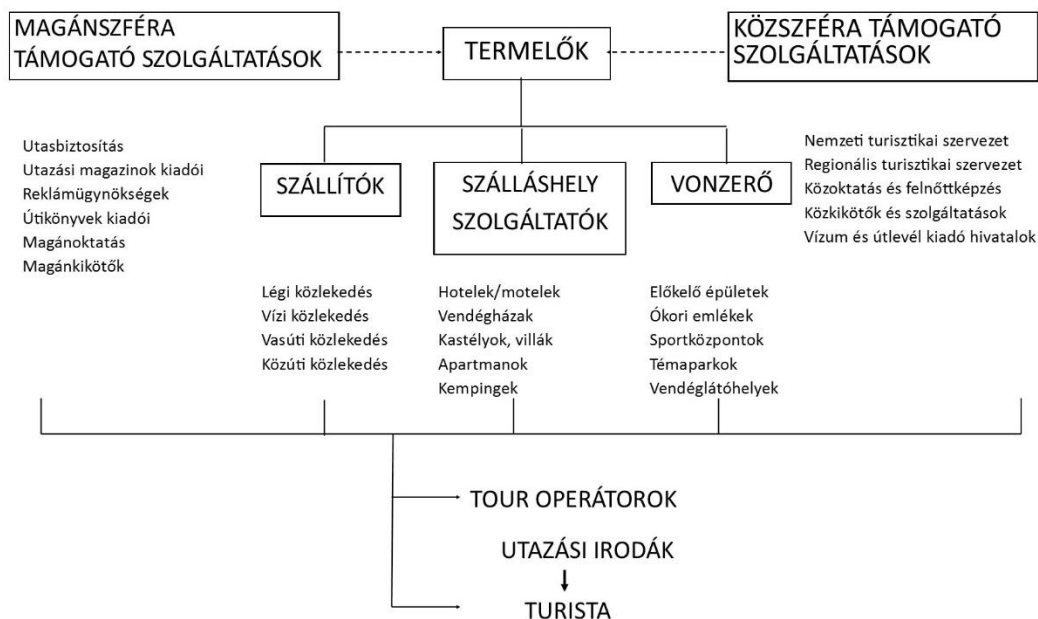 MAGÁNSZFÉRA
TÁMOGATÓ SZOLGÁLTATÁSOK
TERMELŐK
KÖZSZFÉRA TÁMOGATÓ
SZOLGÁLTATÁSOK
Utasbiztosítás
Utazási magazinok kiadói
Reklámügynökségek
Útikönyvek kiadói
Magánoktatás
Magánkikötők
SZÁLLÍTÓK
SZÁLLÁSHELY
SZOLGÁLTATÓK
VONZERŐ
Nemzeti turisztikai szervezet
Regionális turisztikai szervezet
Közoktatás és felnőttképzés
Közkikötők és szolgáltatások
Vízum és útlevél kiadó hivatalok
Légi közlekedés
Vízi közlekedés
Vasúti közlekedés
Közúti közlekedés
Hotelek/motelek
Vendégházak
Kastélyok, villák
Apartmanok
Kempingek
Előkelő épületek
Ókori emlékek
Sportközpontok
Témaparkok
Vendéglátóhelyek
TOUR OPERÁTOROK
UTAZÁSI IRODÁK
TURISTA